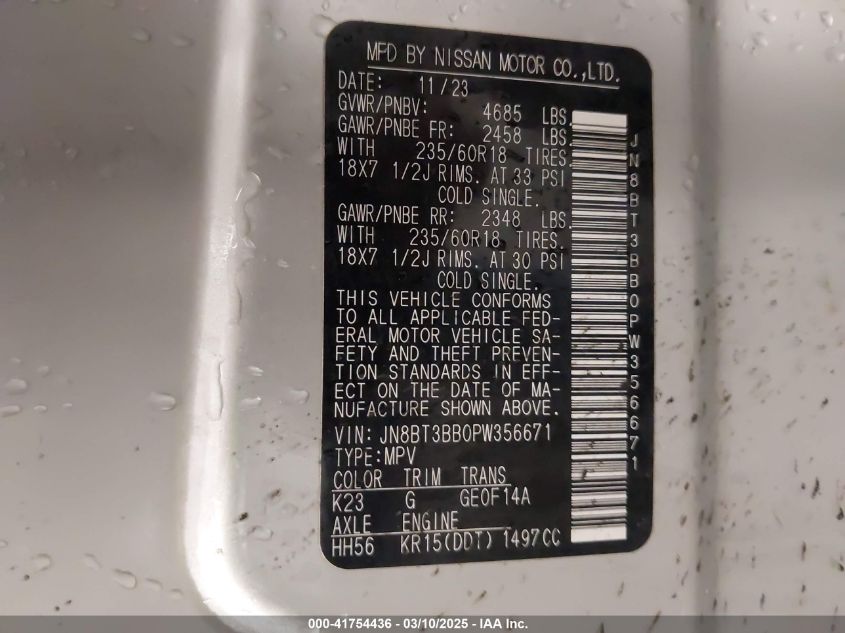 MFD BY NISSAN MOTOR CO.,LTD.
DATE: 11/23
GVWR/PNBV: 4685 LBS.
GAWR/PNBE FR: 2458 LBS.
WITH 235/60R18 TIRES.
18X7 1/2J RIMS. AT 33 PSI
COLD SINGLE.
GAWR/PNBE RR: 2348 LBS.
WITH 235/60R18 TIRES.
18X7 1/2J RIMS. AT 30 PSI
COLD SINGLE.
THIS VEHICLE CONFORMS
TO ALL APPLICABLE FED-
ERAL MOTOR VEHICLE SA-
FETY AND THEFT PREVEN-
TION STANDARDS IN EFF-
ECT ON THE DATE OF MA-
NUFACTURE SHOWN ABOVE.
VIN: JN8BT3BB0PW356671
TYPE:MPV
COLOR TRIM TRANS
K23 G GE0F14A
AXLE ENGINE
HH56 KR15(DDT) 1497CC
JN8BT3BB0PW356671
000-41754436 - 03/10/2025 - IAA Inc.